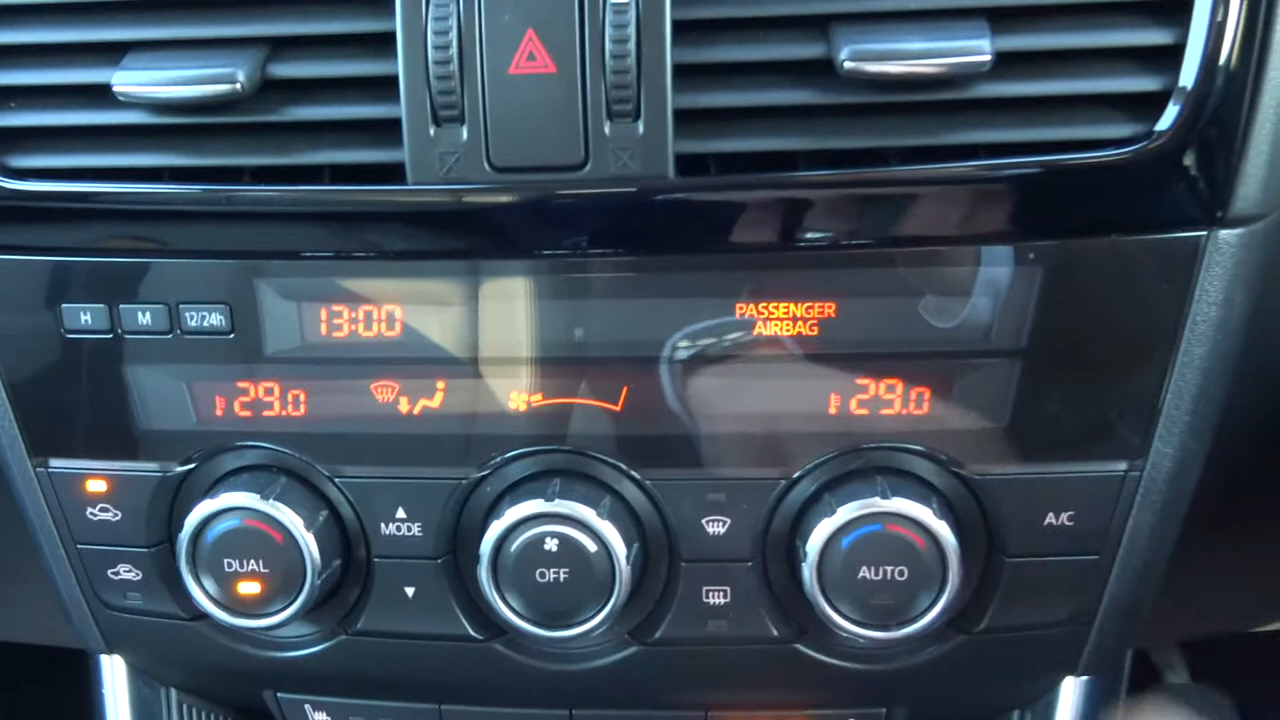 H M 12/24h 13:00 PASSENGER
AIRBAG
29.0 29.0
DUAL
MODE
OFF
AUTO
A/C